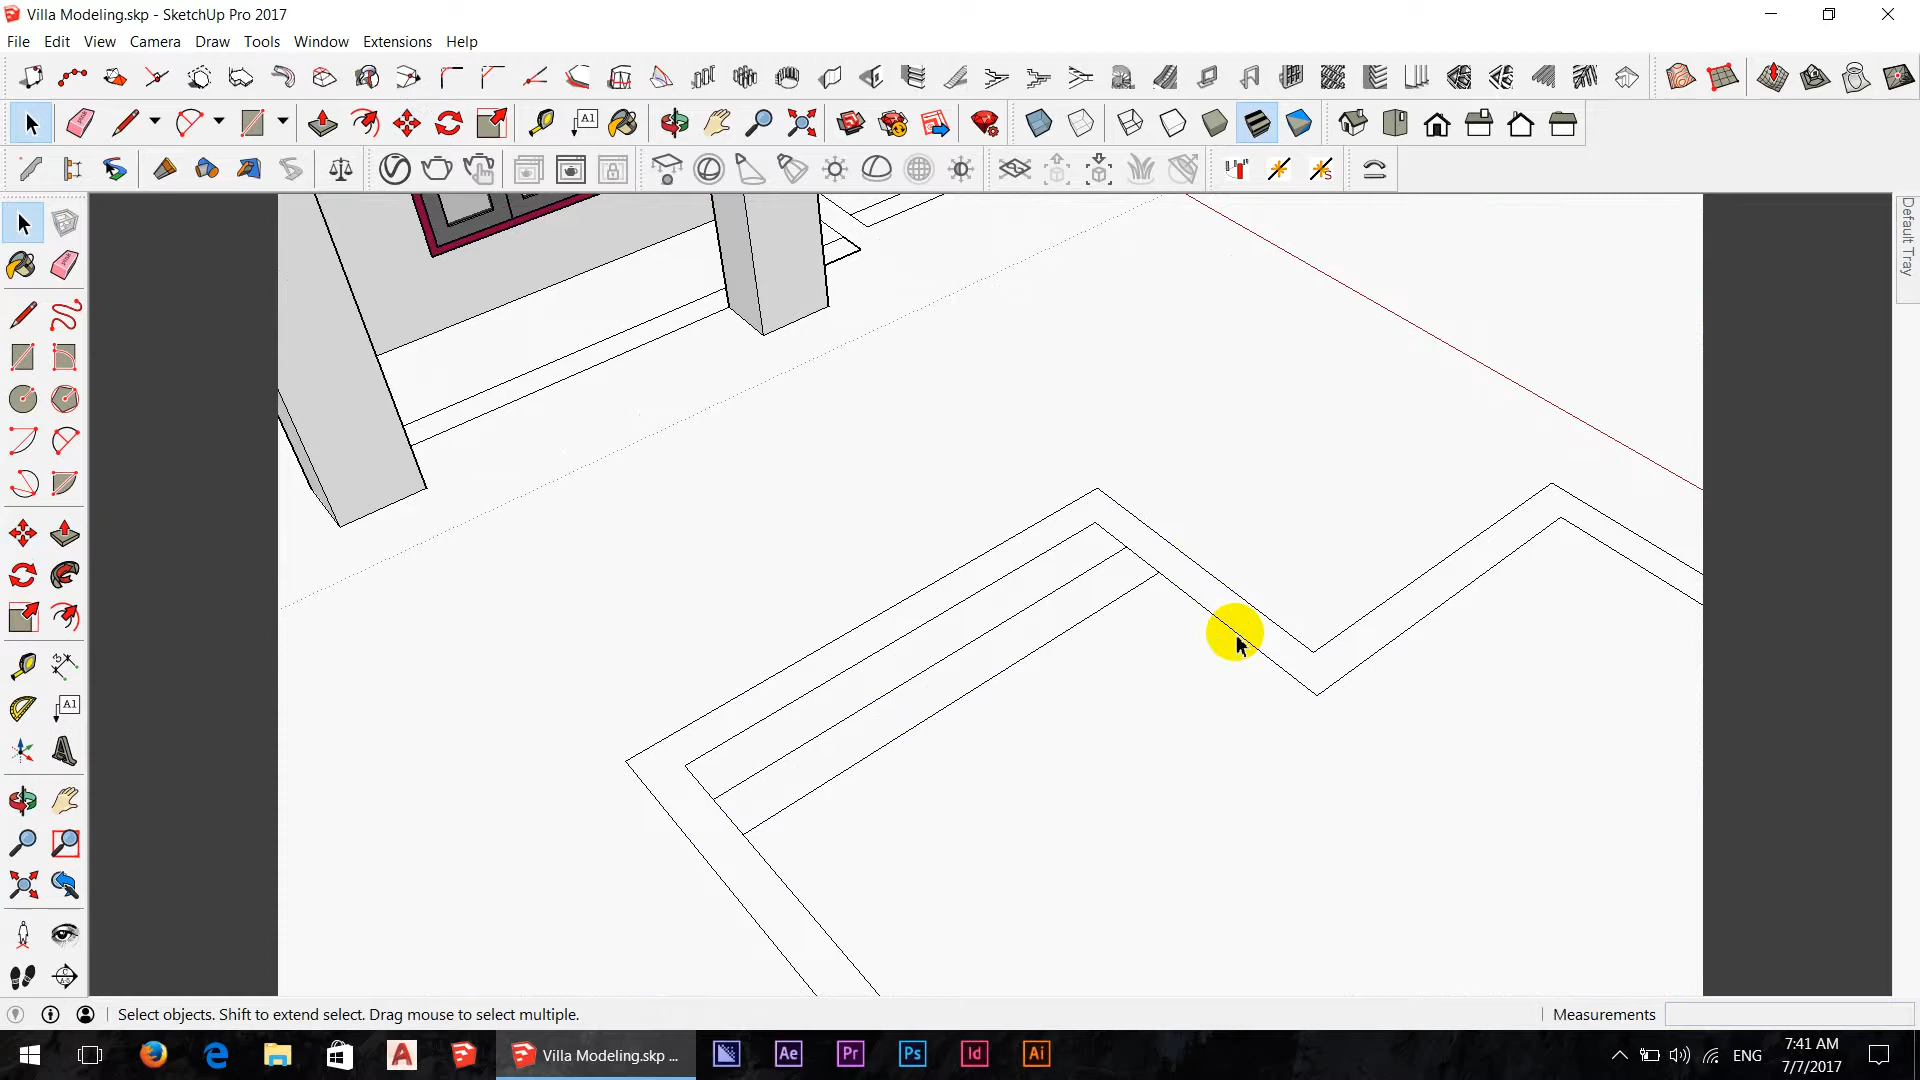 Villa Modeling.skp - SketchUp Pro 2017
File Edit View Camera Draw Tools Window Extensions Help
A1
Default Tray
A1
Select objects. Shift to extend select. Drag mouse to select multiple.
Measurements
Villa Modeling.skp ...
Ae
Pr
Ps
Id
Ai
ENG
7:41 AM
7/7/2017